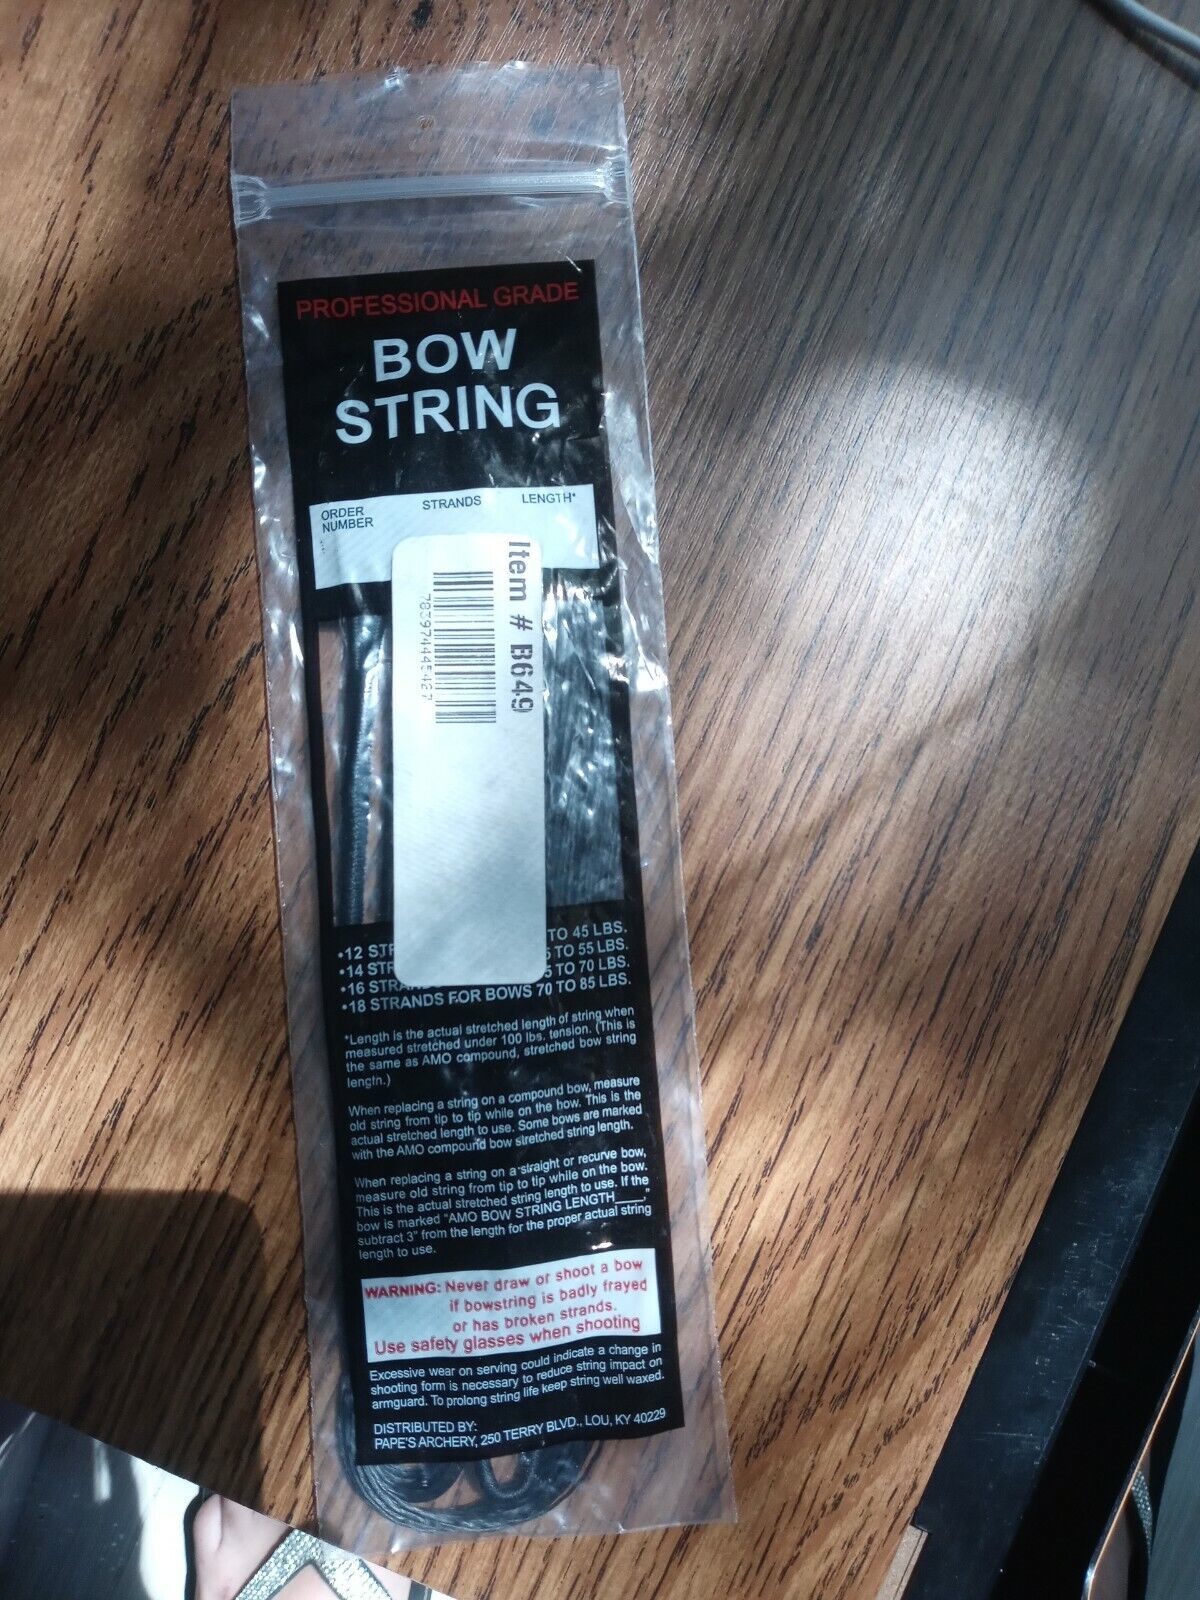 PROFESSIONAL GRADE
BOW
STRING
ORDER NUMBER STRANDS LENGTH*
Item # B649
783974445427
•12 STR TO 45 LBS.
•14 STR TO 55 LBS.
•16 STRA TO 70 LBS.
•18 STRANDS FOR BOWS 70 TO 85 LBS.
*Length is the actual stretched length of string when
measured stretched under 100 lbs. tension. (This is
the same as AMO compound, stretched bow string
length.)
When replacing a string on a compound bow, measure
old string from tip to tip while on the bow. This is the
actual stretched length to use. Some bows are marked
with the AMO compound bow stretched string length.
When replacing a string on a straight or recurve bow,
measure old string from tip to tip while on the bow.
This is the actual stretched string length to use. If the
bow is marked "AMO BOW STRING LENGTH____,"
subtract 3" from the length for the proper actual string
length to use.
WARNING: Never draw or shoot a bow
if bowstring is badly frayed
or has broken strands.
Use safety glasses when shooting
Excessive wear on serving could indicate a change in
shooting form is necessary to reduce string impact on
armguard. To prolong string life keep string well waxed.
DISTRIBUTED BY:
PAPE'S ARCHERY, 250 TERRY BLVD., LOU, KY 40229